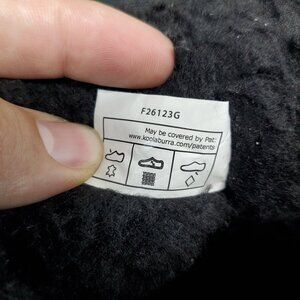 F26123G
May be covered by Pat:
www.koolaburra.com/patents